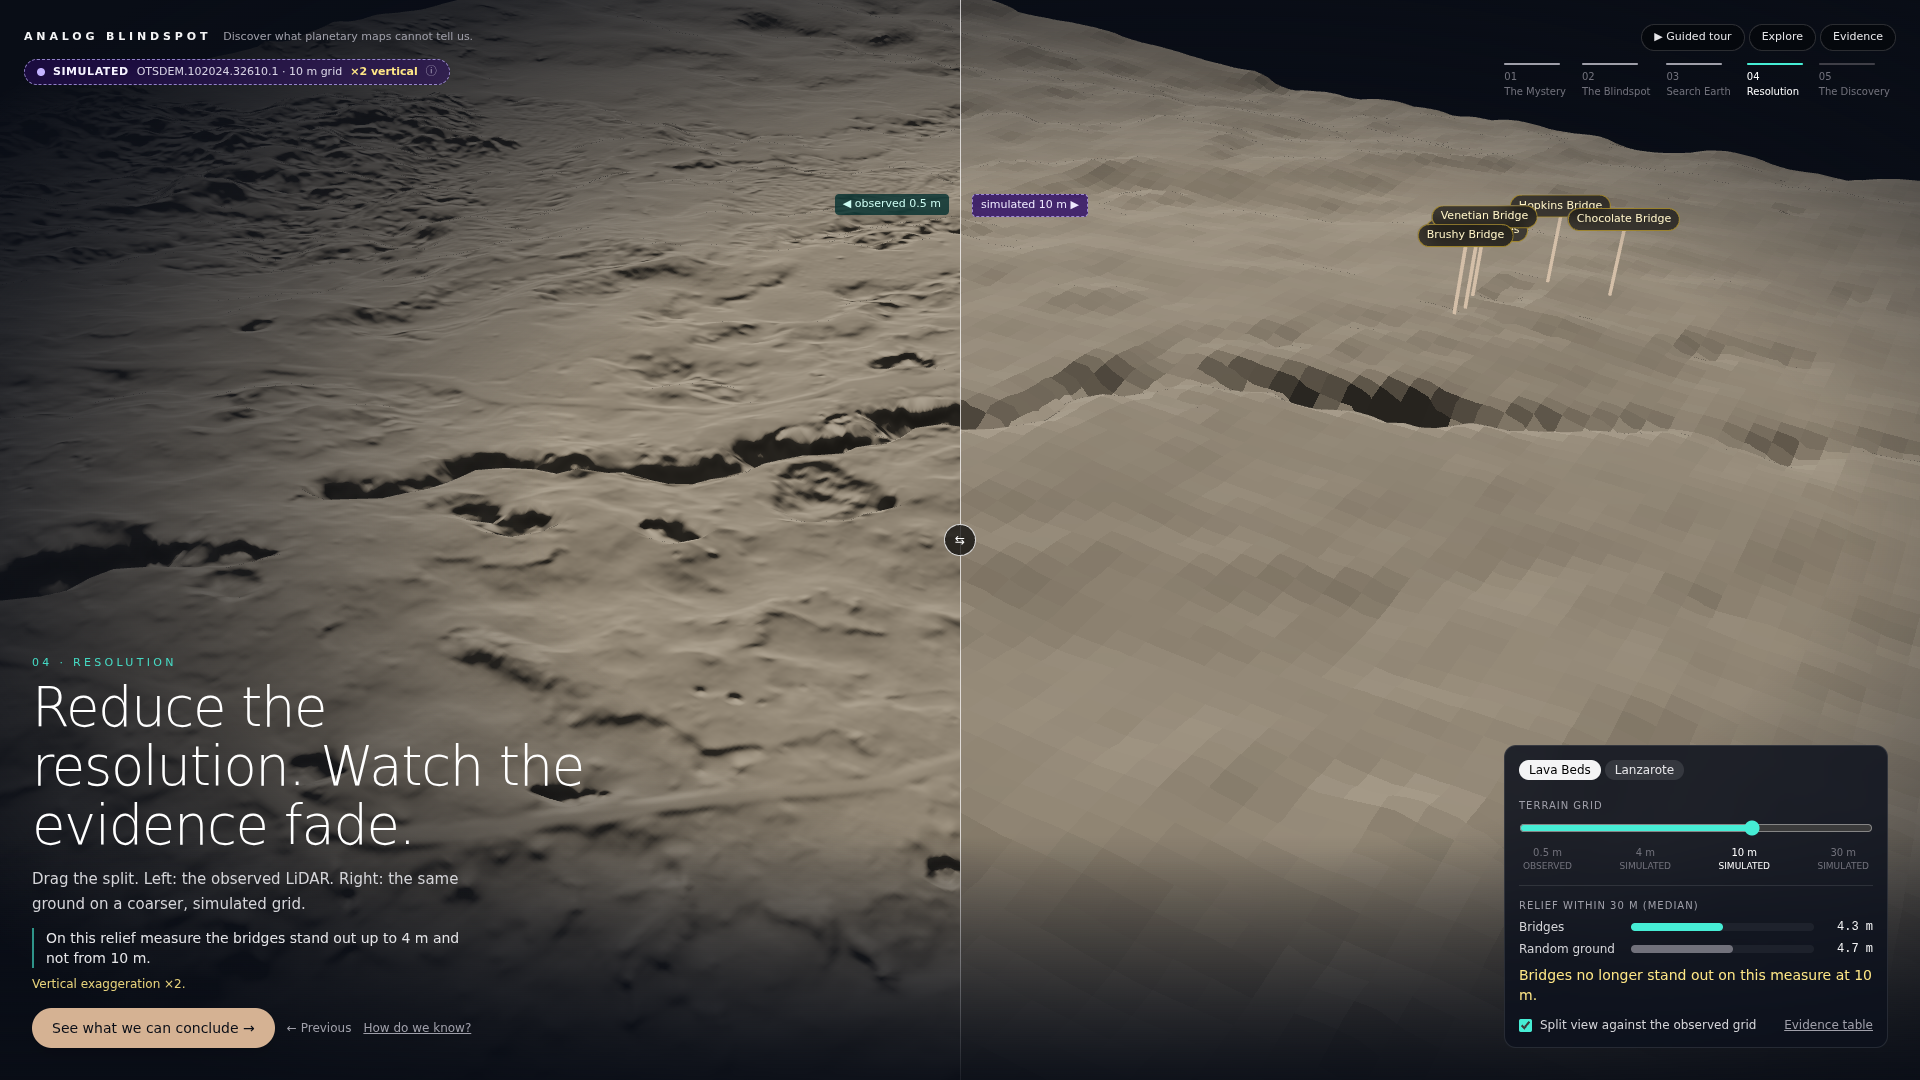 ANALOG BLINDSPOT Discover what planetary maps cannot tell us.
SIMULATED OTSDEM.102024.32610.1 · 10 m grid ×2 vertical ⓘ
▶ Guided tour Explore Evidence
01 02 03 04 05
The Mystery The Blindspot Search Earth Resolution The Discovery
◀ observed 0.5 m simulated 10 m ▶
Hopkins Bridge
Venetian Bridge Chocolate Bridge
Brushy Bridge
04 · RESOLUTION
Reduce the
resolution. Watch the
evidence fade.
Drag the split. Left: the observed LiDAR. Right: the same
ground on a coarser, simulated grid.
On this relief measure the bridges stand out up to 4 m and
not from 10 m.
Vertical exaggeration ×2.
See what we can conclude → ← Previous How do we know?
Lava Beds Lanzarote
TERRAIN GRID
0.5 m 4 m 10 m 30 m
OBSERVED SIMULATED SIMULATED SIMULATED
RELIEF WITHIN 30 M (MEDIAN)
Bridges 4.3 m
Random ground 4.7 m
Bridges no longer stand out on this measure at 10
m.
Split view against the observed grid Evidence table